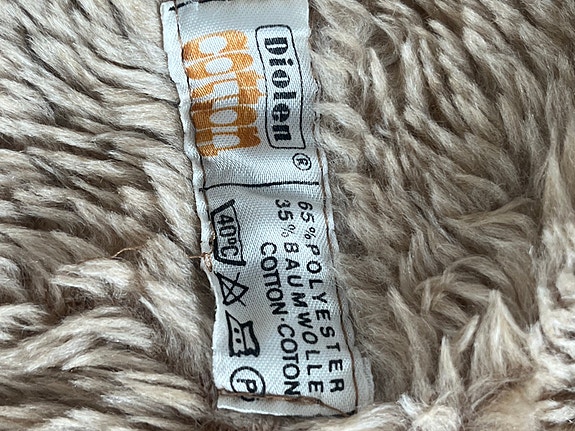 Diolen ®
cotton
65% POLYESTER
35% BAUMWOLLE
COTTON-COTON
40°C
P